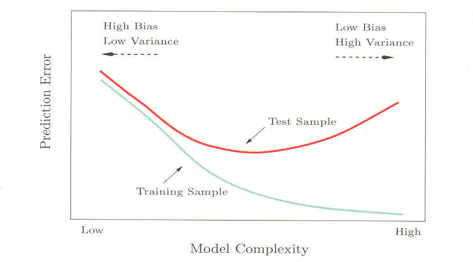 High Bias
Low Variance
Low Bias
High Variance
Prediction Error
Test Sample
Training Sample
Low
High
Model Complexity